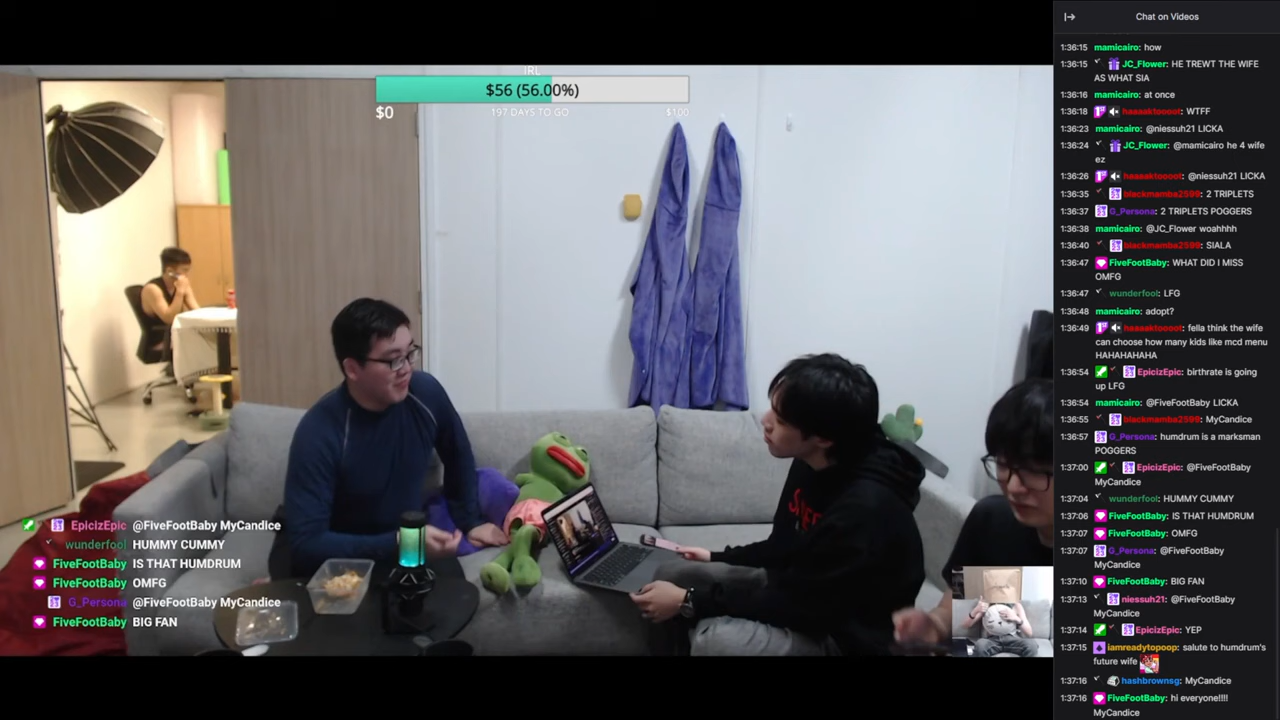 IRL
$56 (56.00%)
$0
197 DAYS TO GO
$100
EpicizEpic @FiveFootBaby MyCandice
wunderfool HUMMY CUMMY
FiveFootBaby IS THAT HUMDRUM
FiveFootBaby OMFG
G_Persona @FiveFootBaby MyCandice
FiveFootBaby BIG FAN
Chat on Videos
1:36:15 mamicairo: how
1:36:15 JC_Flower: HE TREWT THE WIFE
AS WHAT SIA
1:36:16 mamicairo: at once
1:36:18 haaaaktoooot: WTFF
1:36:23 mamicairo: @niessuh21 LICKA
1:36:24 JC_Flower: @mamicairo he 4 wife
ez
1:36:26 haaaaktoooot: @niessuh21 LICKA
1:36:35 blackmamba2599: 2 TRIPLETS
1:36:37 G_Persona: 2 TRIPLETS POGGERS
1:36:38 mamicairo: @JC_Flower woahhhh
1:36:40 blackmamba2599: SIALA
1:36:47 FiveFootBaby: WHAT DID I MISS
OMFG
1:36:47 wunderfool: LFG
1:36:48 mamicairo: adopt?
1:36:49 haaaaktoooot: fella think the wife
can choose how many kids like mcd menu
HAHAHAHAHA
1:36:54 EpicizEpic: birthrate is going
up LFG
1:36:54 mamicairo: @FiveFootBaby LICKA
1:36:55 blackmamba2599: MyCandice
1:36:57 G_Persona: humdrum is a marksman
POGGERS
1:37:00 EpicizEpic: @FiveFootBaby
MyCandice
1:37:04 wunderfool: HUMMY CUMMY
1:37:06 FiveFootBaby: IS THAT HUMDRUM
1:37:07 FiveFootBaby: OMFG
1:37:07 G_Persona: @FiveFootBaby
MyCandice
1:37:10 FiveFootBaby: BIG FAN
1:37:13 niessuh21: @FiveFootBaby
MyCandice
1:37:14 EpicizEpic: YEP
1:37:15 iamreadytopoop: salute to humdrum's
future wife
1:37:16 hashbrownsg: MyCandice
1:37:16 FiveFootBaby: hi everyone!!!!
MyCandice